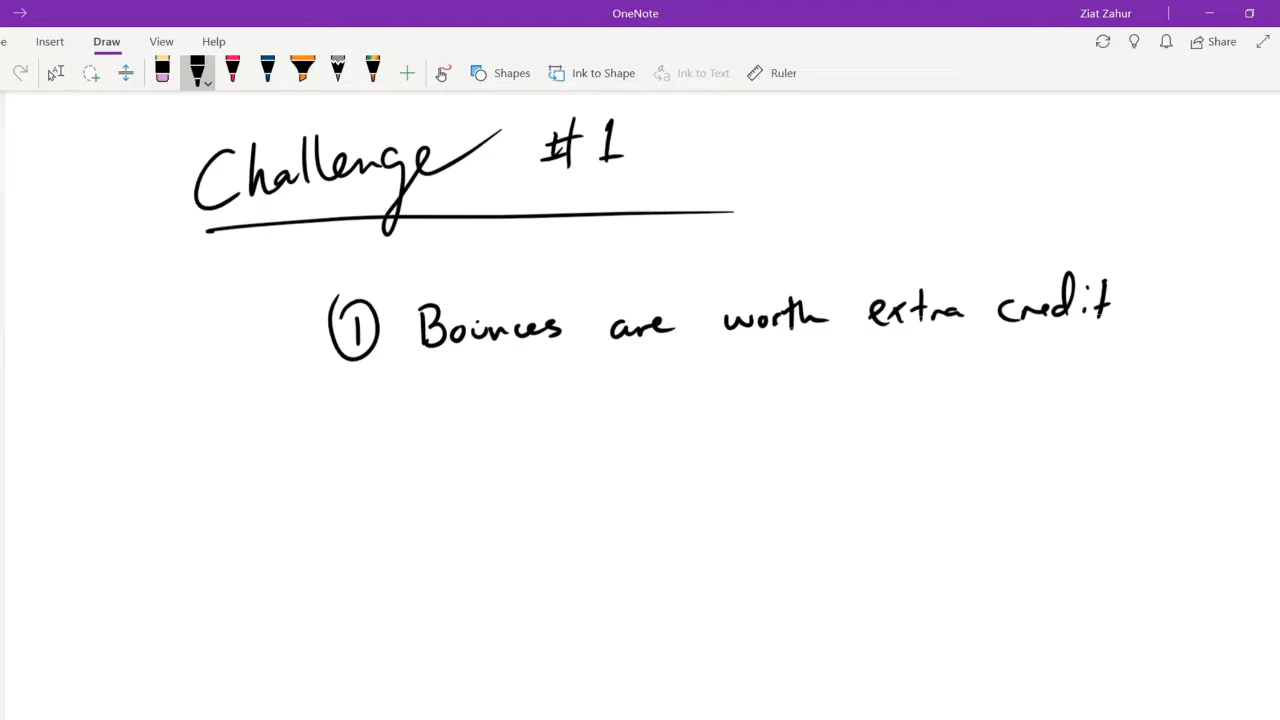 OneNote
Ziat Zahur
Insert Draw View Help
Share
Shapes Ink to Shape Ink to Text Ruler
Challenge #1
① Bounces are worth extra credit